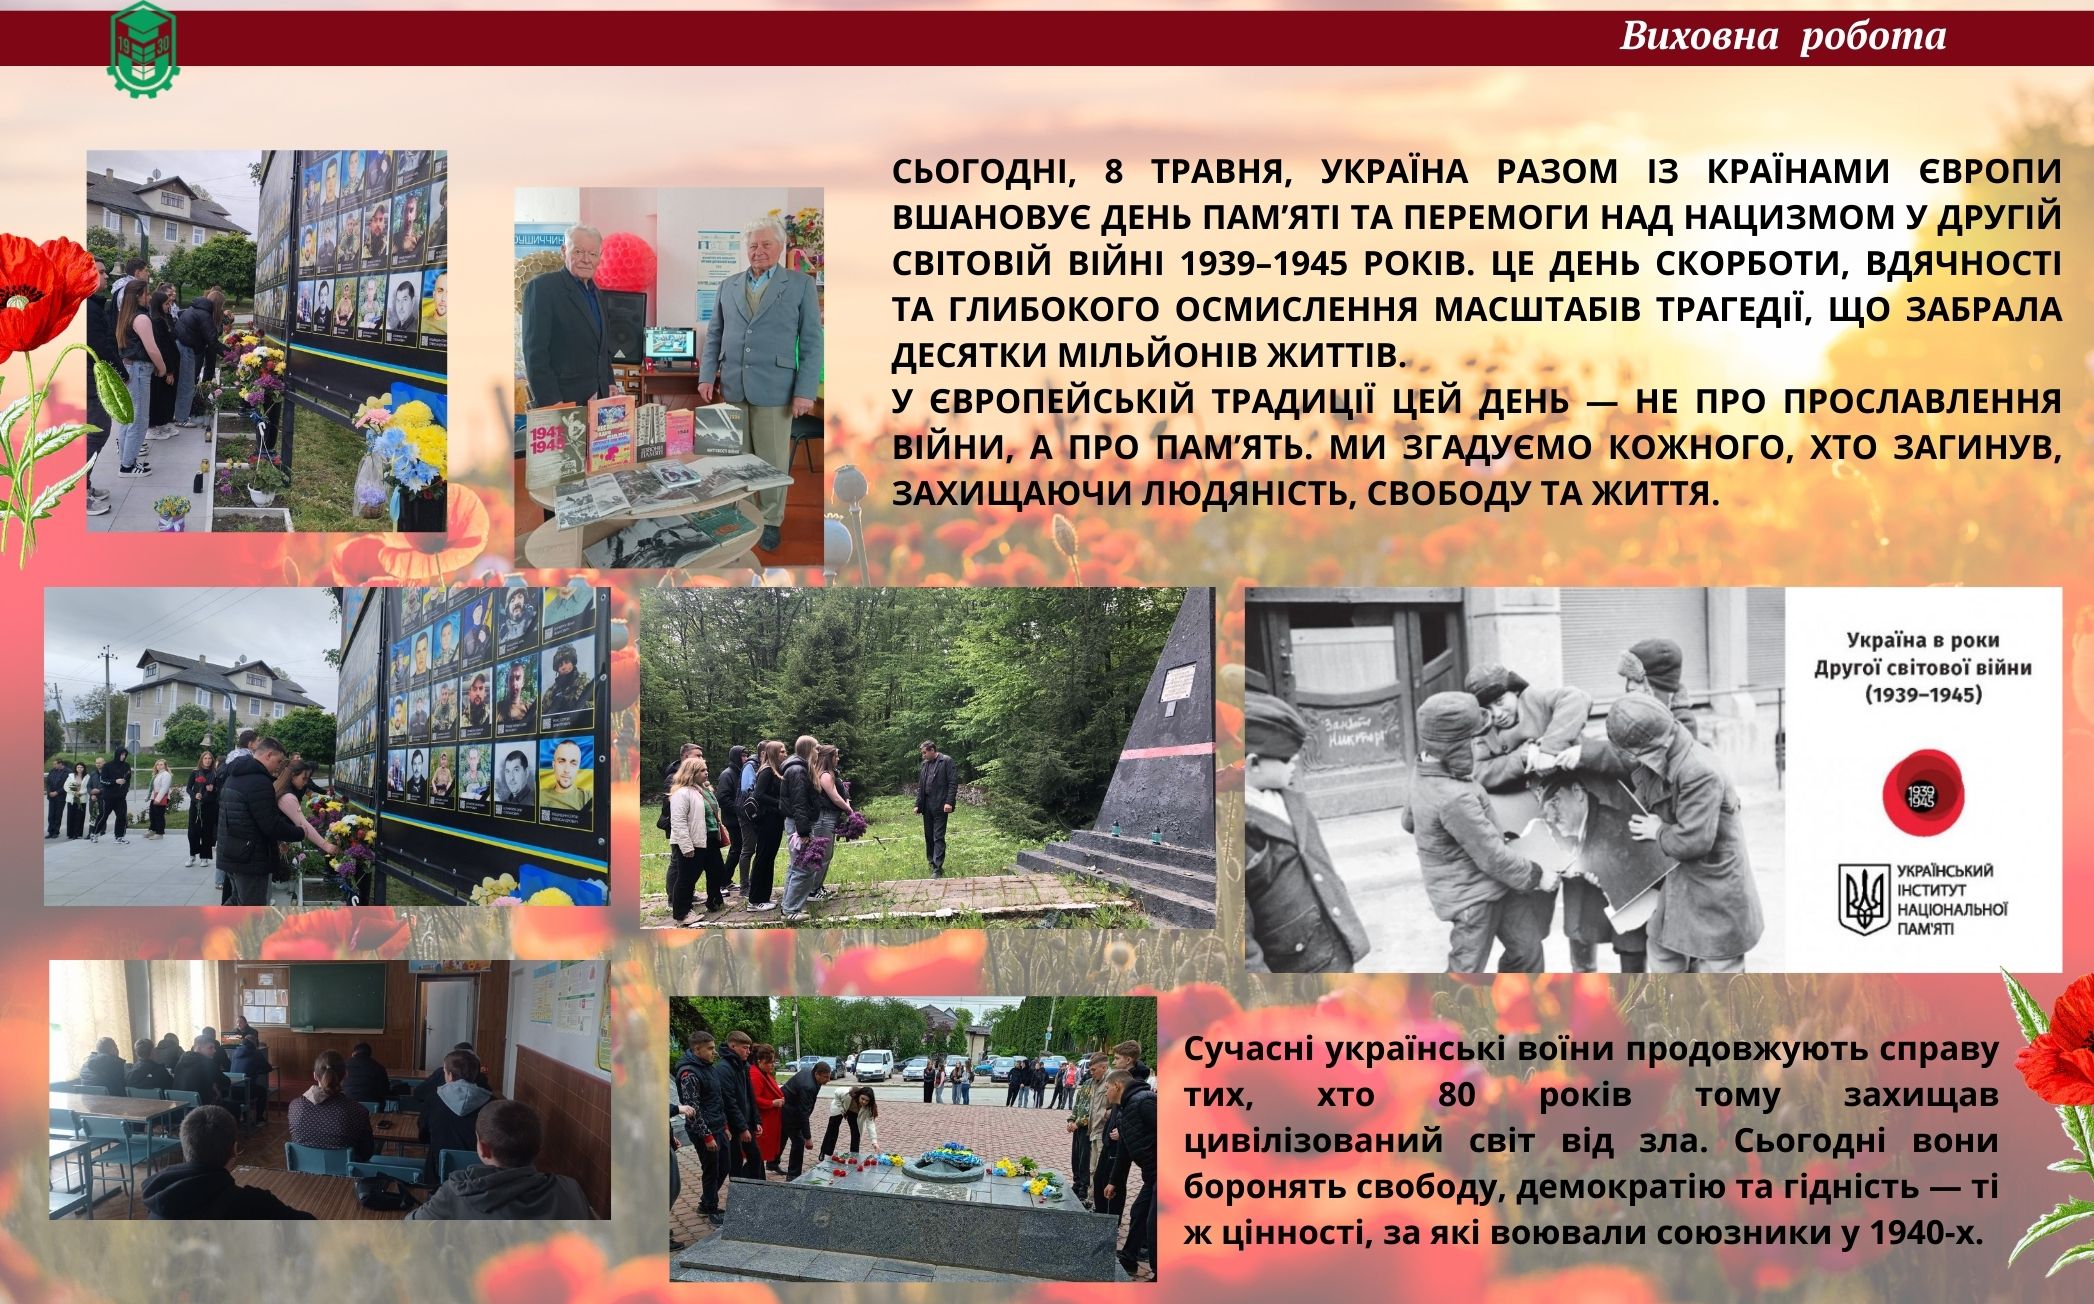 Виховна робота
19 30
СЬОГОДНІ, 8 ТРАВНЯ, УКРАЇНА РАЗОМ ІЗ КРАЇНАМИ ЄВРОПИ
ВШАНОВУЄ ДЕНЬ ПАМ’ЯТІ ТА ПЕРЕМОГИ НАД НАЦИЗМОМ У ДРУГІЙ
СВІТОВІЙ ВІЙНІ 1939–1945 РОКІВ. ЦЕ ДЕНЬ СКОРБОТИ, ВДЯЧНОСТІ
ТА ГЛИБОКОГО ОСМИСЛЕННЯ МАСШТАБІВ ТРАГЕДІЇ, ЩО ЗАБРАЛА
ДЕСЯТКИ МІЛЬЙОНІВ ЖИТТІВ.
У ЄВРОПЕЙСЬКІЙ ТРАДИЦІЇ ЦЕЙ ДЕНЬ — НЕ ПРО ПРОСЛАВЛЕННЯ
ВІЙНИ, А ПРО ПАМ’ЯТЬ. МИ ЗГАДУЄМО КОЖНОГО, ХТО ЗАГИНУВ,
ЗАХИЩАЮЧИ ЛЮДЯНІСТЬ, СВОБОДУ ТА ЖИТТЯ.
1941
1945
Україна в роки
Другої світової війни
(1939–1945)
1939
1945
УКРАЇНСЬКИЙ
ІНСТИТУТ
НАЦІОНАЛЬНОЇ
ПАМ'ЯТІ
Сучасні українські воїни продовжують справу
тих, хто 80 років тому захищав
цивілізований світ від зла. Сьогодні вони
боронять свободу, демократію та гідність — ті
ж цінності, за які воювали союзники у 1940-х.